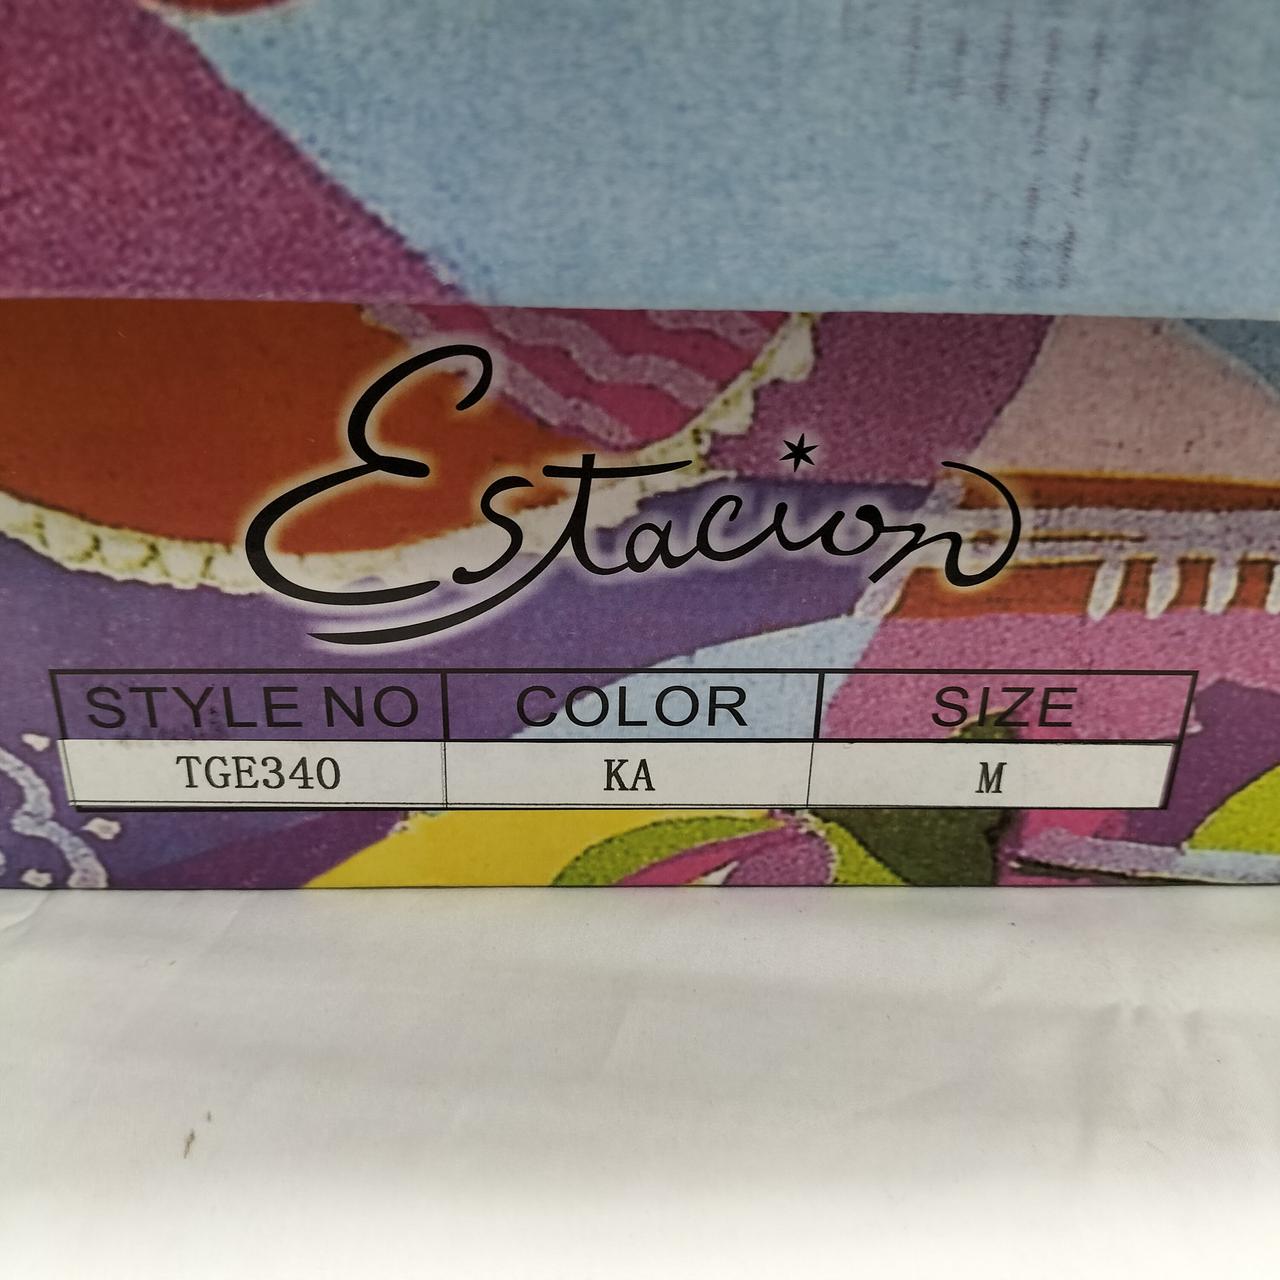 Estacion
STYLE NO COLOR SIZE
TGE340 KA M